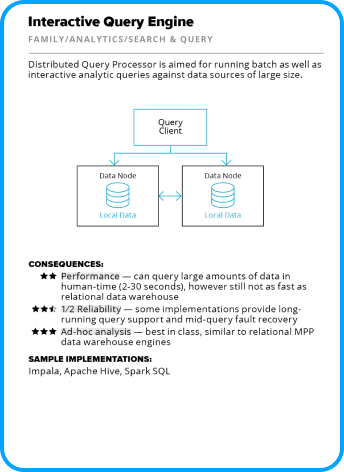 Interactive Query Engine
FAMILY/ANALYTICS/SEARCH & QUERY
Distributed Query Processor is aimed for running batch as well as
interactive analytic queries against data sources of large size.
Query
Client
Data Node
Local Data
Data Node
Local Data
CONSEQUENCES:
★★ Performance — can query large amounts of data in
human-time (2-30 seconds), however still not as fast as
relational data warehouse
1/2 Reliability — some implementations provide long-
running query support and mid-query fault recovery
★★★ Ad-hoc analysis — best in class, similar to relational MPP
data warehouse engines
SAMPLE IMPLEMENTATIONS:
Impala, Apache Hive, Spark SQL